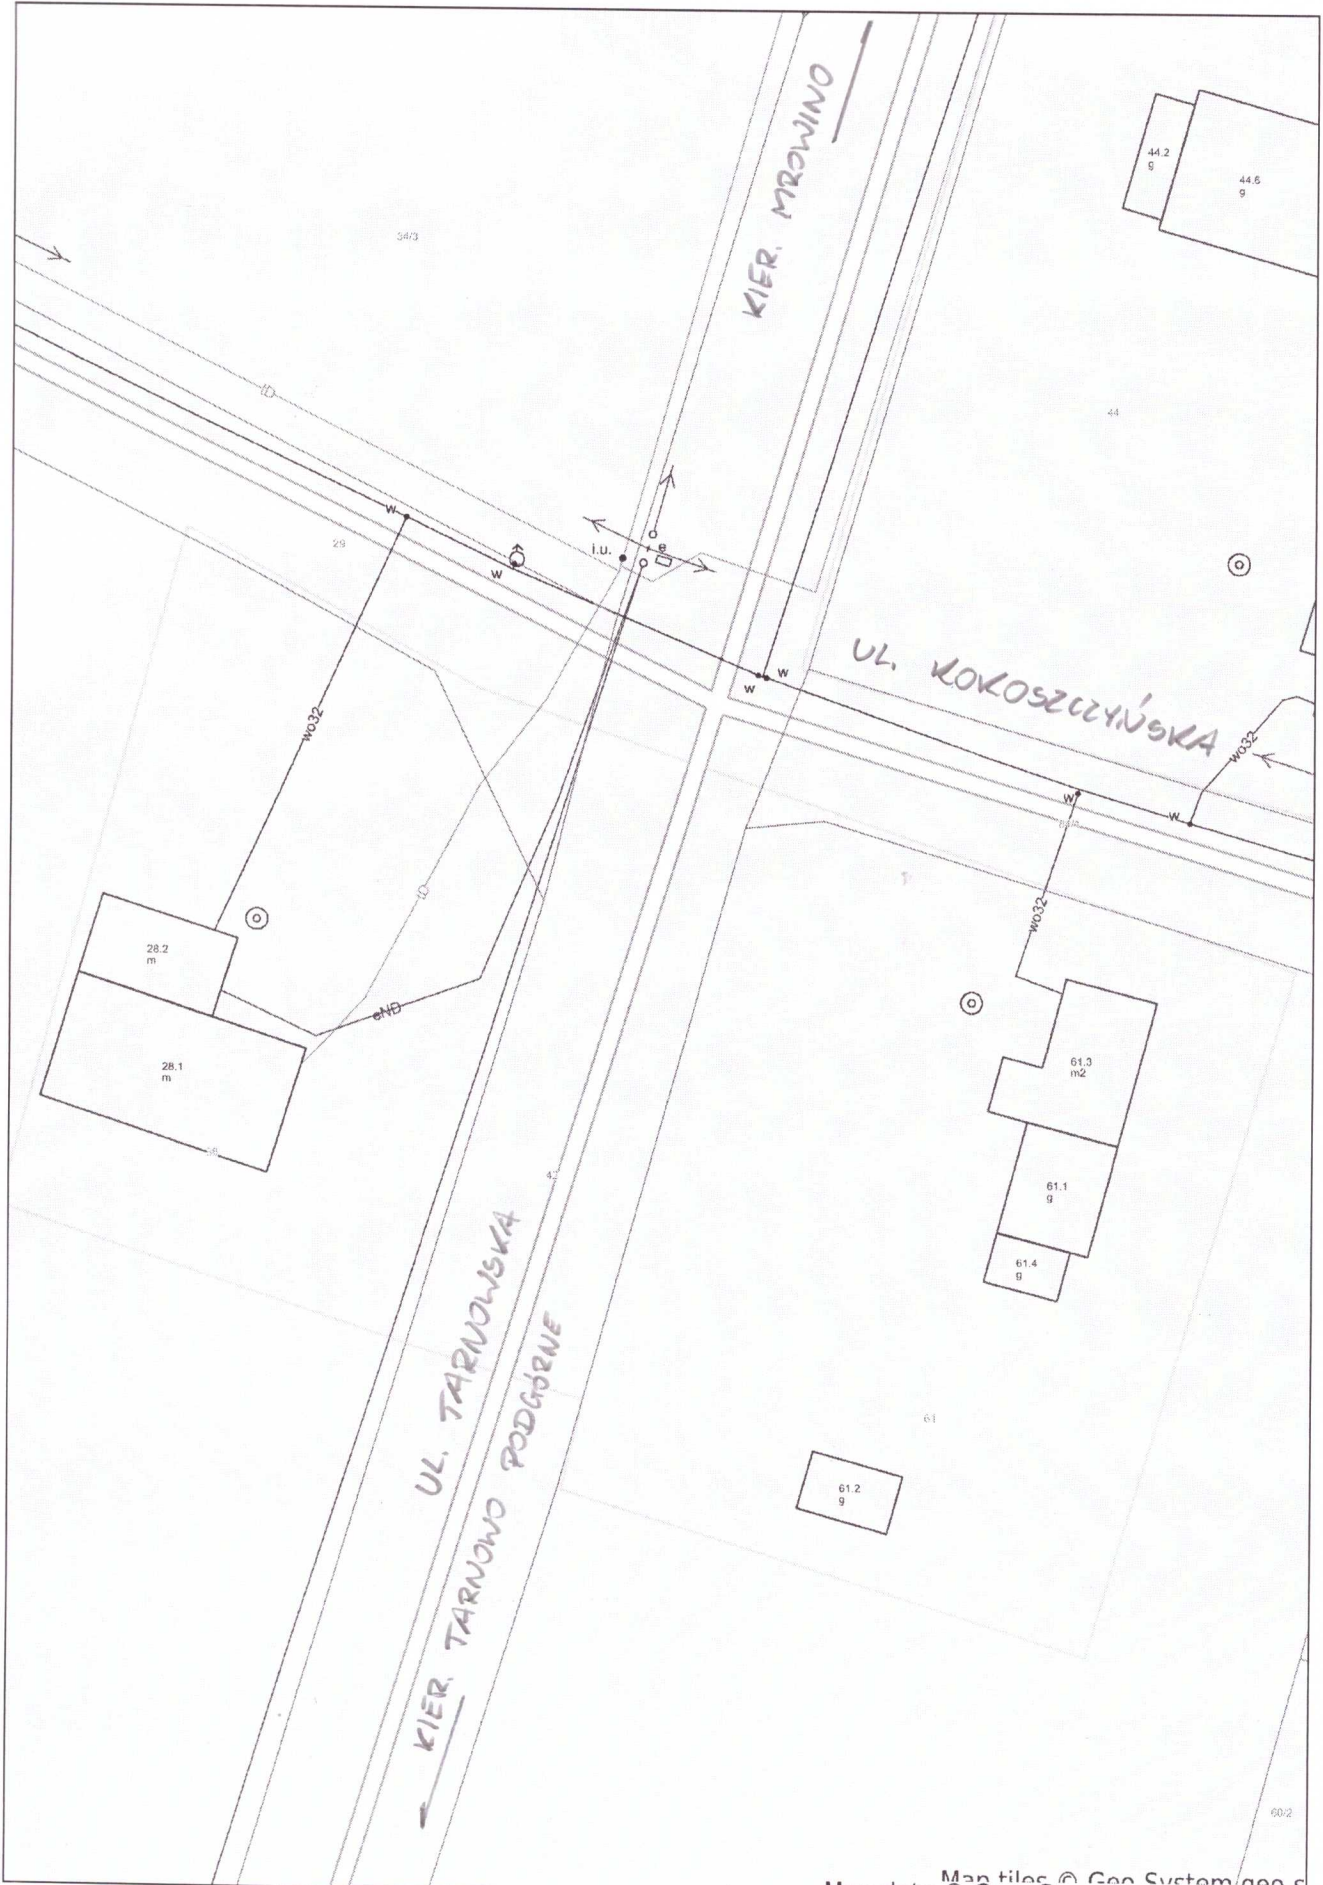 KIER. MROWINO
44.2
g
44.6
g
34/3
44
w
29
i.u.
e
w
w
w
UL. KOKOSZCZYŃSKA
wo32
wo32
w
w
wo32
28.2
m
eND
28.1
m
61.3
m2
61.1
g
61.4
g
UL. TARNOWSKA
KIER. TARNOWO PODGÓRNE
61
61.2
g
60/2
Map tiles © Geo-System geo-s